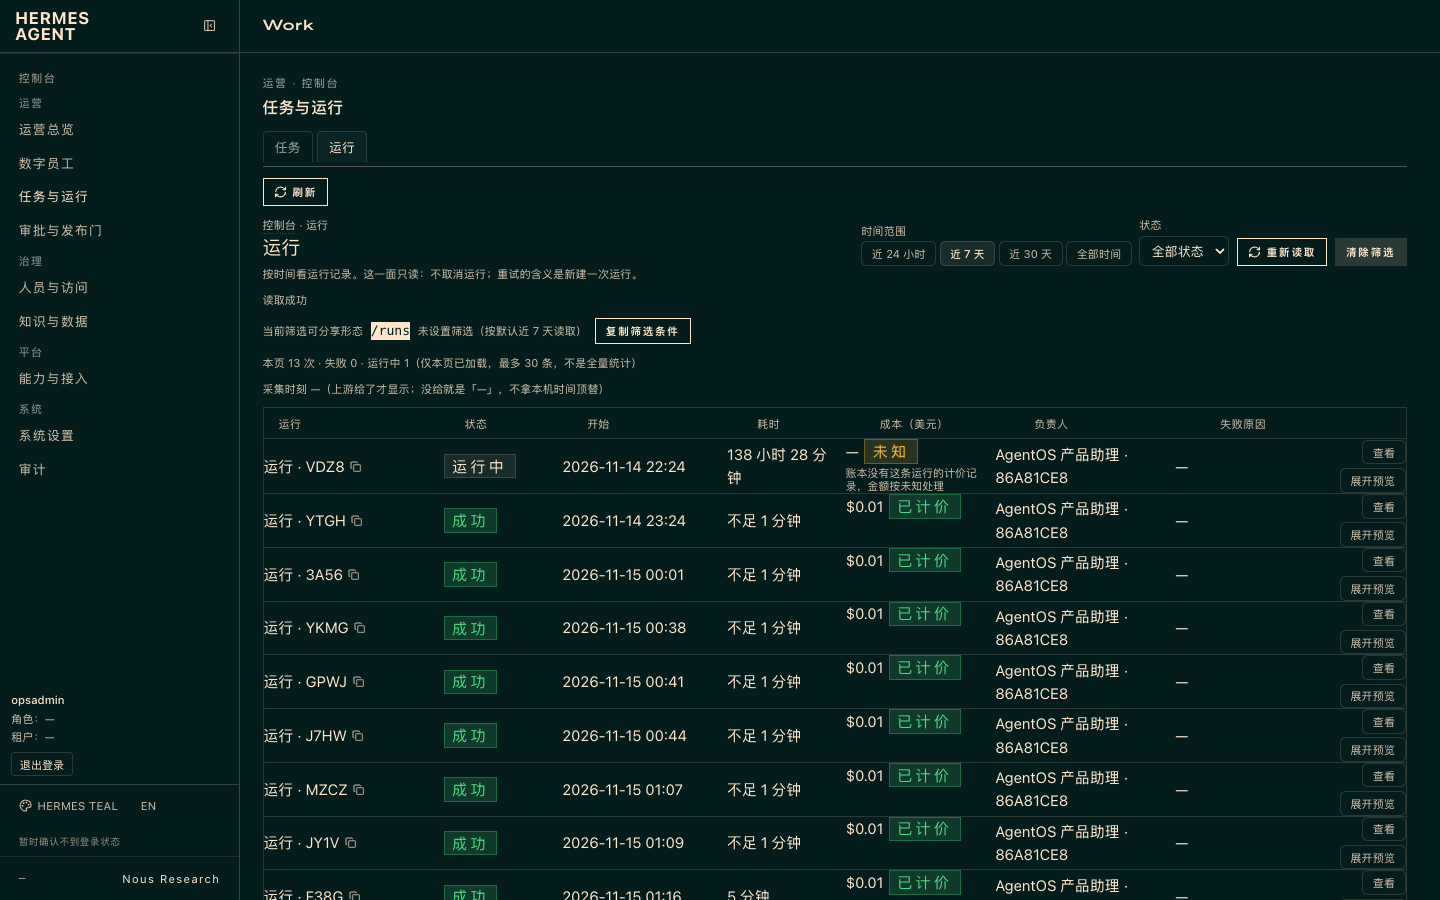 HERMES
AGENT
Work
控制台
运营
运营总览
数字员工
任务与运行
审批与发布门
治理
人员与访问
知识与数据
平台
能力与接入
系统
系统设置
审计
opsadmin
角色：—
租户：—
退出登录
HERMES TEAL EN
暂时确认不到登录状态
— Nous Research
运营 · 控制台
任务与运行
任务 运行
刷新
控制台 · 运行
运行
按时间看运行记录。这一面只读：不取消运行；重试的含义是新建一次运行。
时间范围
近 24 小时 近 7 天 近 30 天 全部时间
状态
全部状态 重新读取 清除筛选
读取成功
当前筛选可分享形态 /runs 未设置筛选（按默认近 7 天读取） 复制筛选条件
本页 13 次 · 失败 0 · 运行中 1（仅本页已加载，最多 30 条，不是全量统计）
采集时刻 —（上游给了才显示；没给就是「—」，不拿本机时间顶替）
运行 状态 开始 耗时 成本（美元） 负责人 失败原因
运行 · VDZ8 运行中 2026-11-14 22:24 138 小时 28 分钟 — 未知 账本没有这条运行的计价记录，金额按未知处理 AgentOS 产品助理 · 86A81CE8 — 查看 展开预览
运行 · YTGH 成功 2026-11-14 23:24 不足 1 分钟 $0.01 已计价 AgentOS 产品助理 · 86A81CE8 — 查看 展开预览
运行 · 3A56 成功 2026-11-15 00:01 不足 1 分钟 $0.01 已计价 AgentOS 产品助理 · 86A81CE8 — 查看 展开预览
运行 · YKMG 成功 2026-11-15 00:38 不足 1 分钟 $0.01 已计价 AgentOS 产品助理 · 86A81CE8 — 查看 展开预览
运行 · GPWJ 成功 2026-11-15 00:41 不足 1 分钟 $0.01 已计价 AgentOS 产品助理 · 86A81CE8 — 查看 展开预览
运行 · J7HW 成功 2026-11-15 00:44 不足 1 分钟 $0.01 已计价 AgentOS 产品助理 · 86A81CE8 — 查看 展开预览
运行 · MZCZ 成功 2026-11-15 01:07 不足 1 分钟 $0.01 已计价 AgentOS 产品助理 · 86A81CE8 — 查看 展开预览
运行 · JY1V 成功 2026-11-15 01:09 不足 1 分钟 $0.01 已计价 AgentOS 产品助理 · 86A81CE8 — 查看 展开预览
运行 · F38G 成功 2026-11-15 01:16 5 分钟 $0.01 已计价 AgentOS 产品助理 · 查看